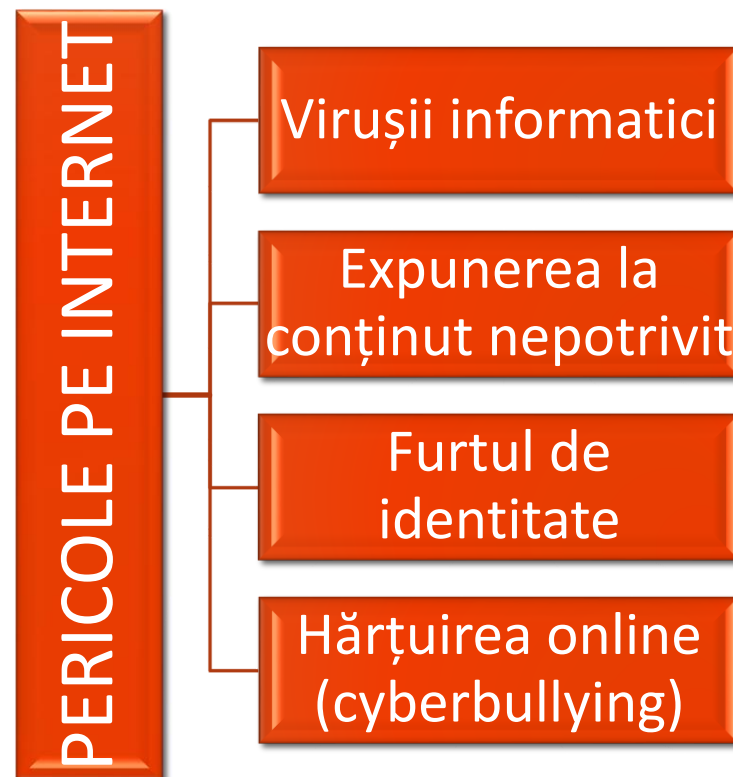 PERICOLE PE INTERNET
Virușii informatici
Expunerea la
conținut nepotrivit
Furtul de
identitate
Hărțuirea online
(cyberbullying)